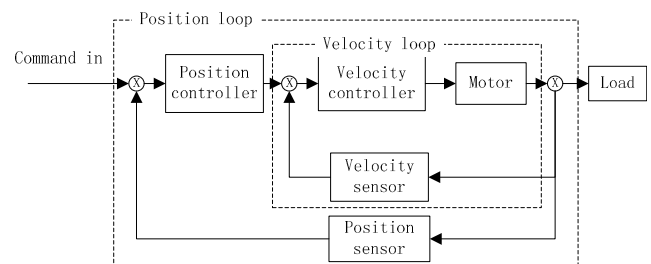 Position loop
Velocity loop
Command in
Position
controller
Velocity
controller
Motor
Load
X
X
X
Velocity
sensor
Position
sensor